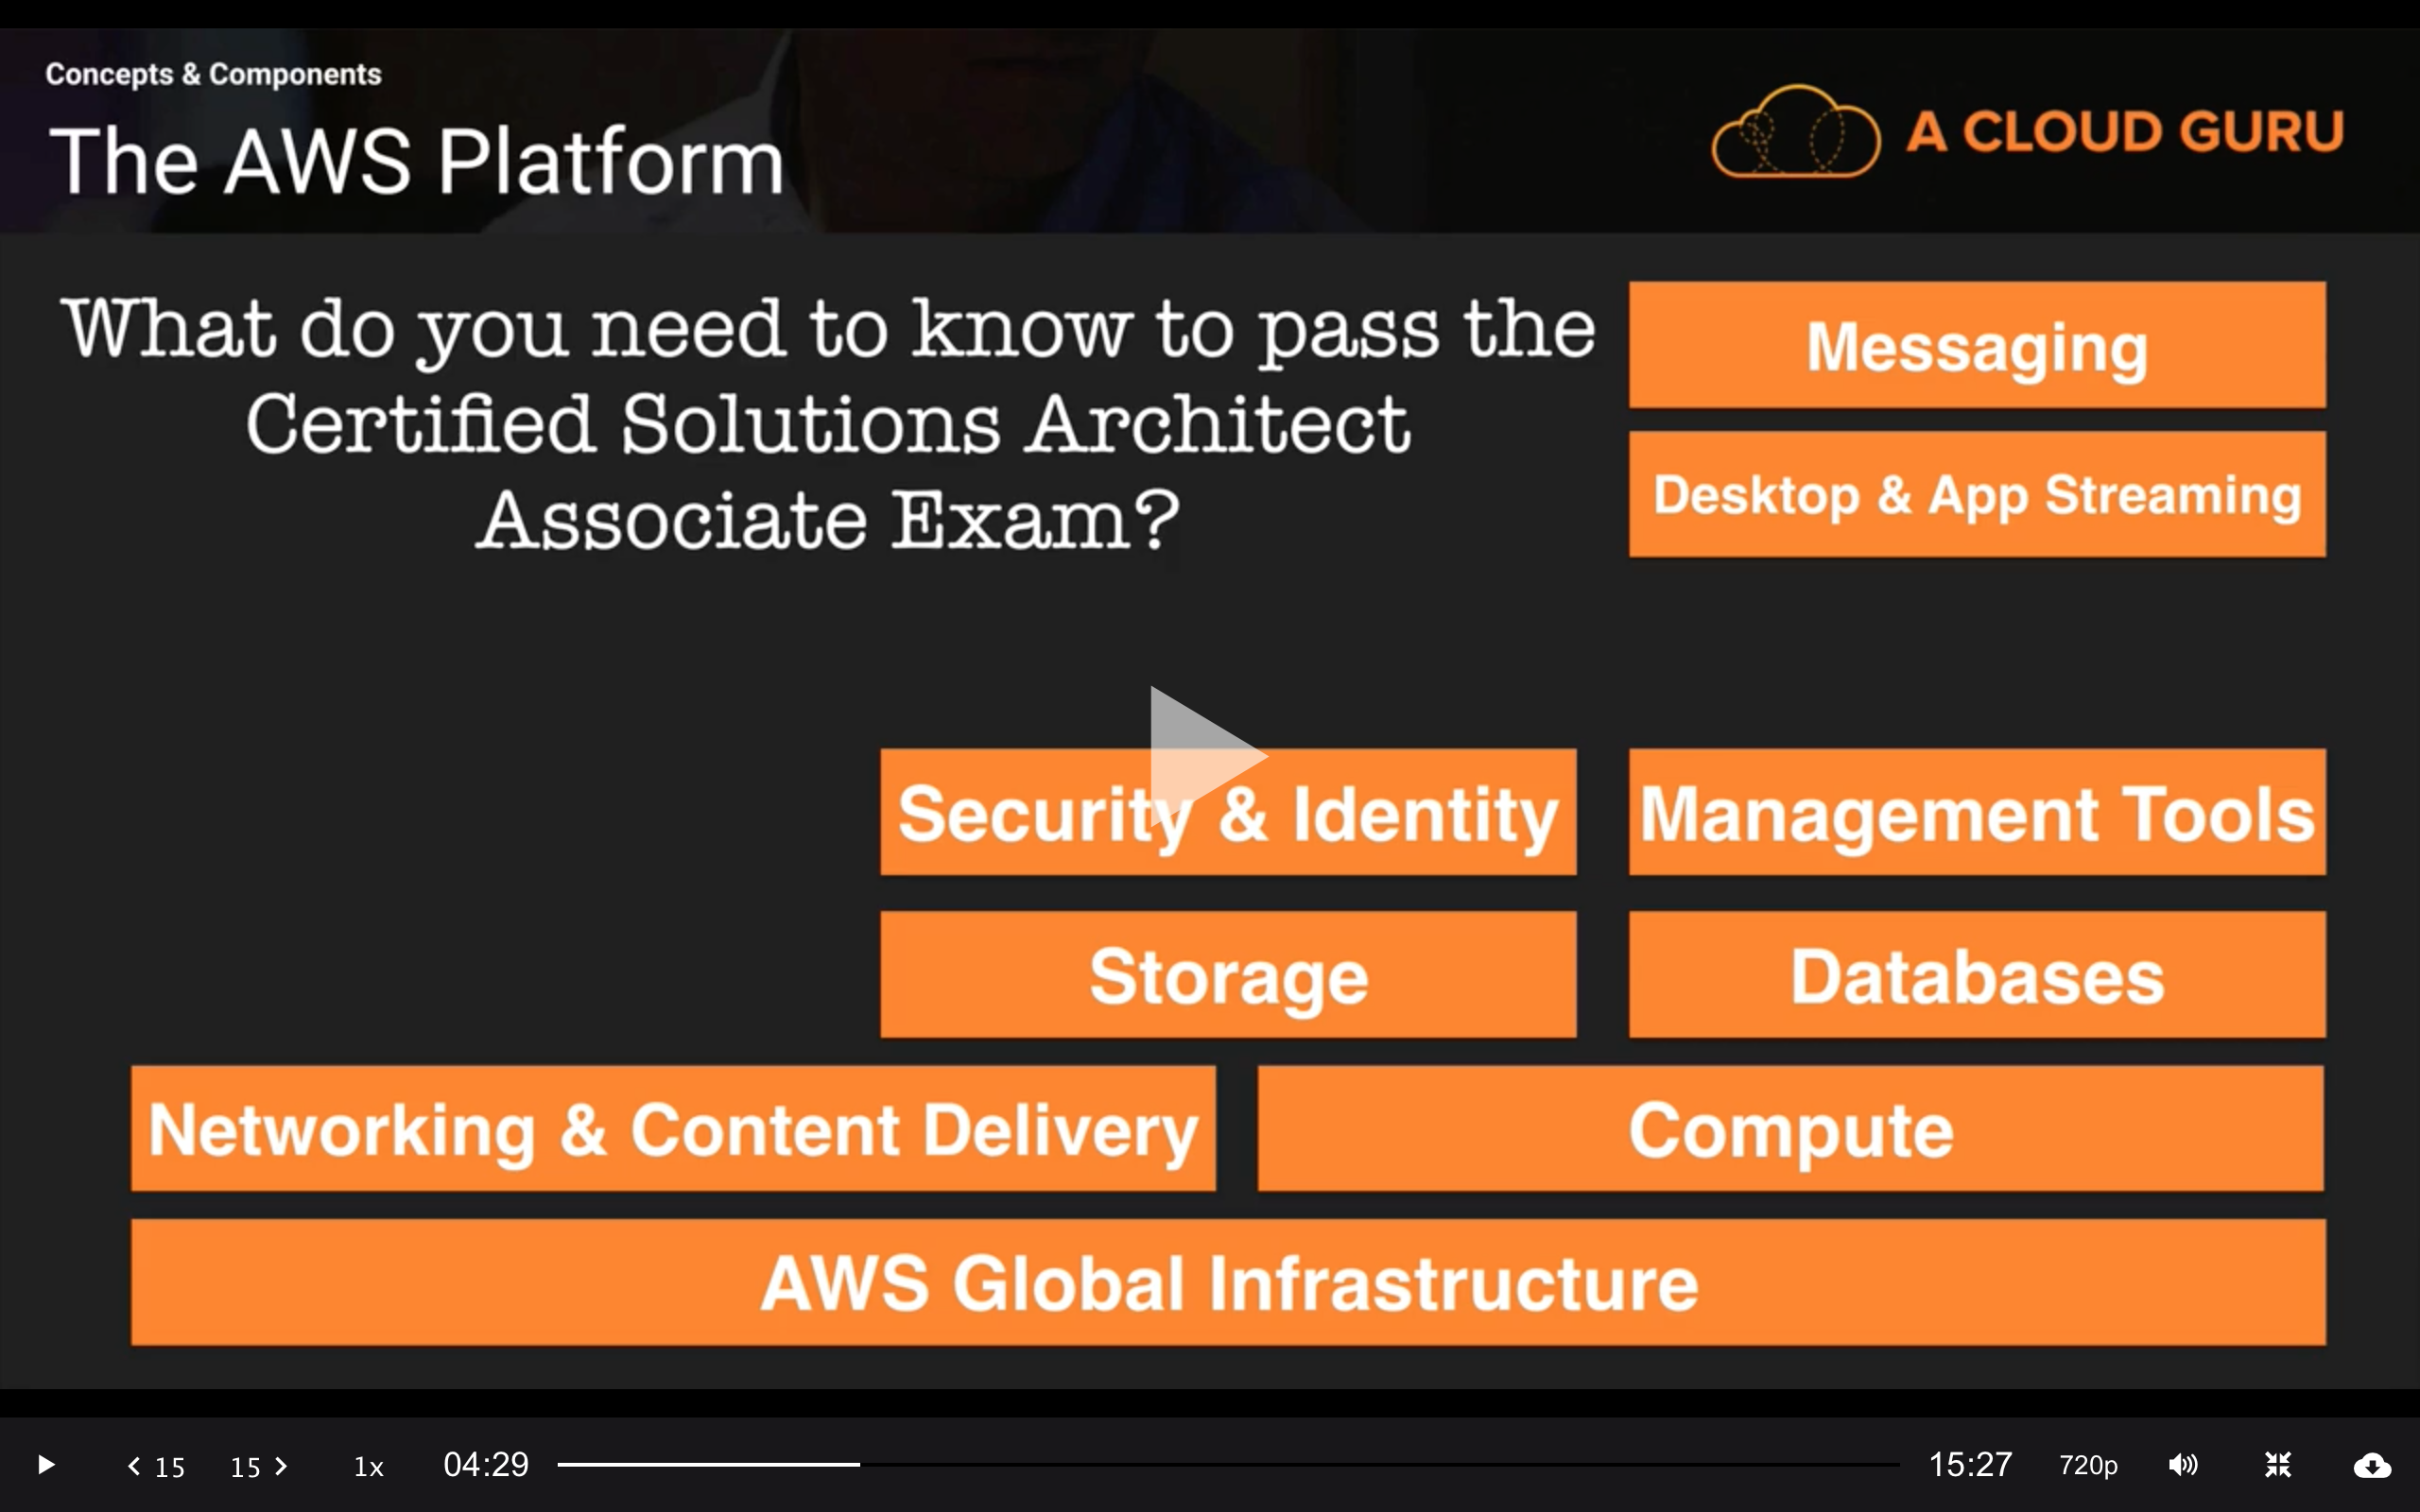 Concepts & Components
The AWS Platform
A CLOUD GURU
What do you need to know to pass the
Certified Solutions Architect
Associate Exam?
Messaging
Desktop & App Streaming
Security & Identity
Management Tools
Storage
Databases
Networking & Content Delivery
Compute
AWS Global Infrastructure
15
15
1x
04:29
15:27
720p